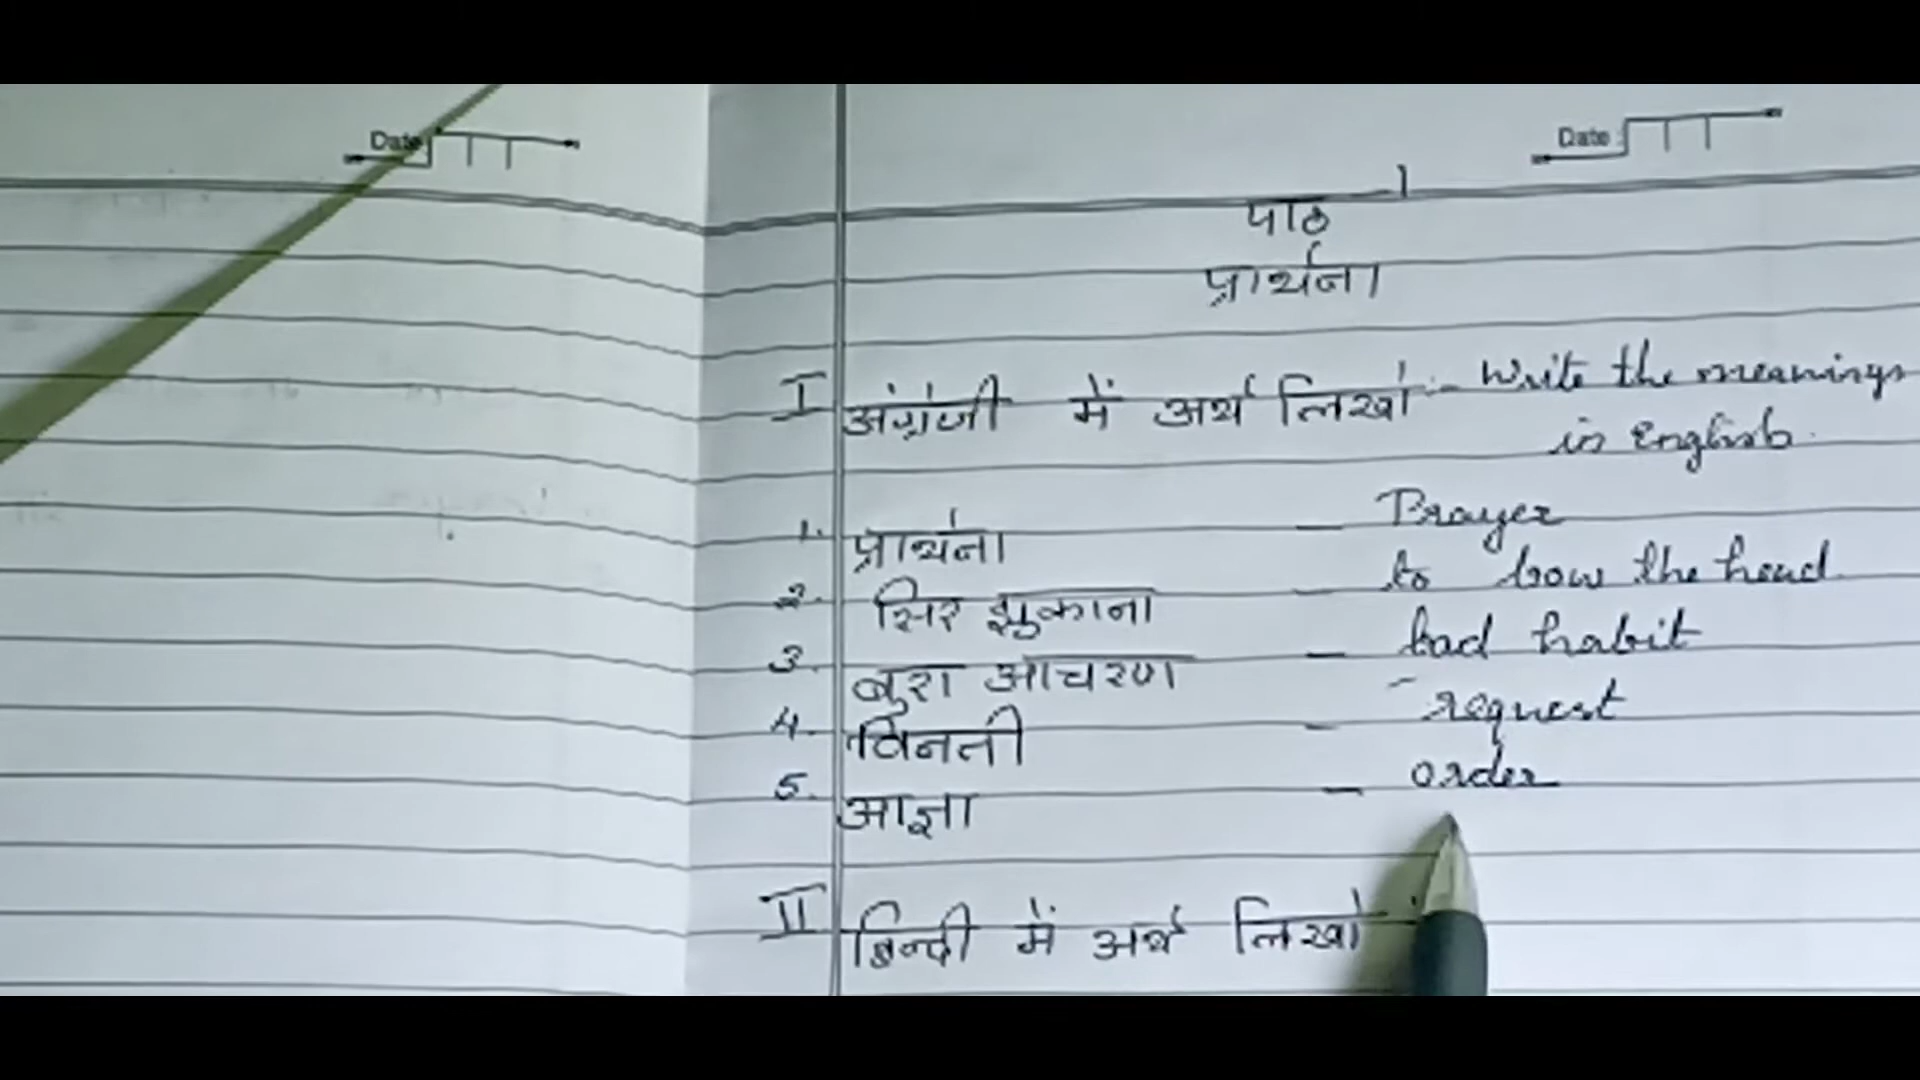 Date
Date :
पाठ 1
प्रार्थना
I अंग्रेजी में अर्थ लिखो :- Write the meanings
in English.
1. प्रार्थना – Prayer
2. सिर झुकाना – to bow the head.
3. बुरा आचरण – bad habit
4. विनती – request
5. आज्ञा – order
II हिन्दी में अर्थ लिखो :